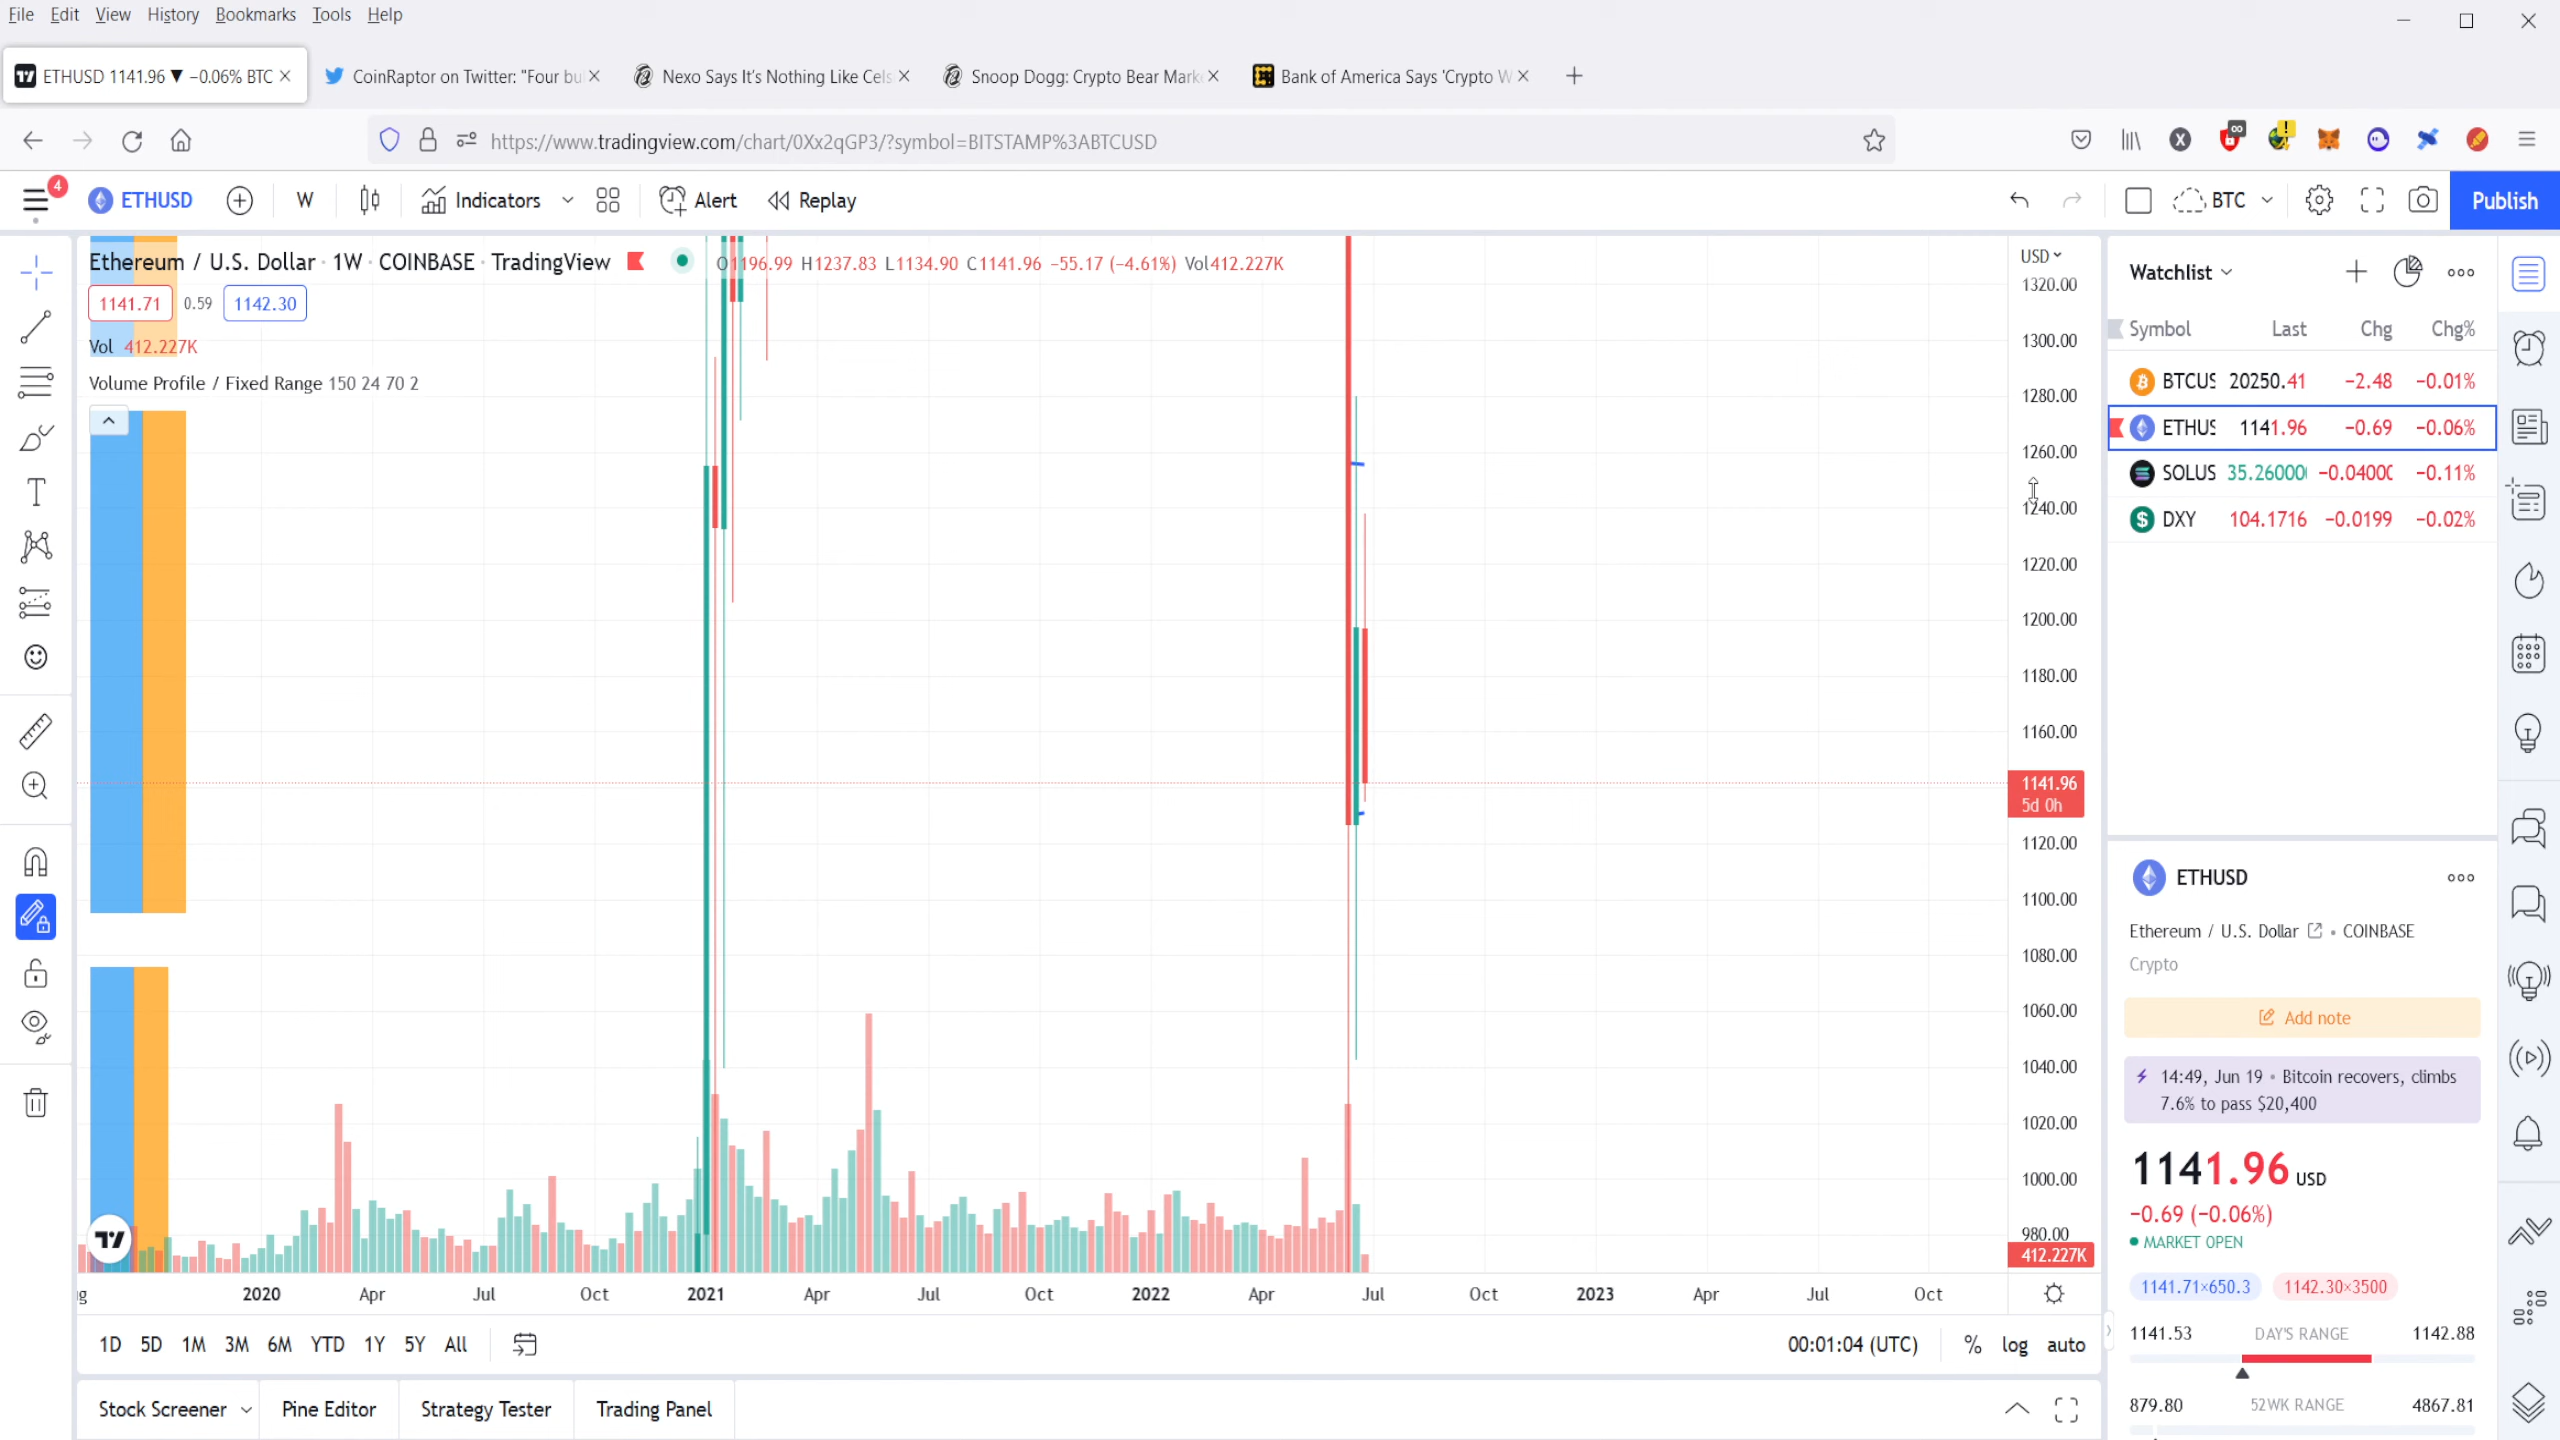 File Edit View History Bookmarks Tools Help
ETHUSD 1141.96 ▼ −0.06% BTC
CoinRaptor on Twitter: "Four bu
Nexo Says It's Nothing Like Cels
Snoop Dogg: Crypto Bear Mark
Bank of America Says 'Crypto W
https://www.tradingview.com/chart/0Xx2qGP3/?symbol=BITSTAMP%3ABTCUSD
4
ETHUSD W Indicators Alert Replay BTC Publish
Ethereum / U.S. Dollar · 1W · COINBASE · TradingView
O1196.99 H1237.83 L1134.90 C1141.96 −55.17 (−4.61%) Vol412.227K
1141.71 0.59 1142.30
Vol 412.227K
Volume Profile / Fixed Range 150 24 70 2
USD
1320.00
1300.00
1280.00
1260.00
1240.00
1220.00
1200.00
1180.00
1160.00
1141.96
5d 0h
1120.00
1100.00
1080.00
1060.00
1040.00
1020.00
1000.00
980.00
412.227K
2020 Apr Jul Oct 2021 Apr Jul Oct 2022 Apr Jul Oct 2023 Apr Jul Oct
1D 5D 1M 3M 6M YTD 1Y 5Y All
00:01:04 (UTC) % log auto
Stock Screener Pine Editor Strategy Tester Trading Panel
Watchlist
Symbol Last Chg Chg%
BTCUS 20250.41 −2.48 −0.01%
ETHUS 1141.96 −0.69 −0.06%
SOLUS 35.26000 −0.0400 −0.11%
DXY 104.1716 −0.0199 −0.02%
ETHUSD
Ethereum / U.S. Dollar • COINBASE
Crypto
Add note
14:49, Jun 19 • Bitcoin recovers, climbs
7.6% to pass $20,400
1141.96 USD
−0.69 (−0.06%)
MARKET OPEN
1141.71×650.3 1142.30×3500
1141.53 DAY'S RANGE 1142.88
879.80 52WK RANGE 4867.81